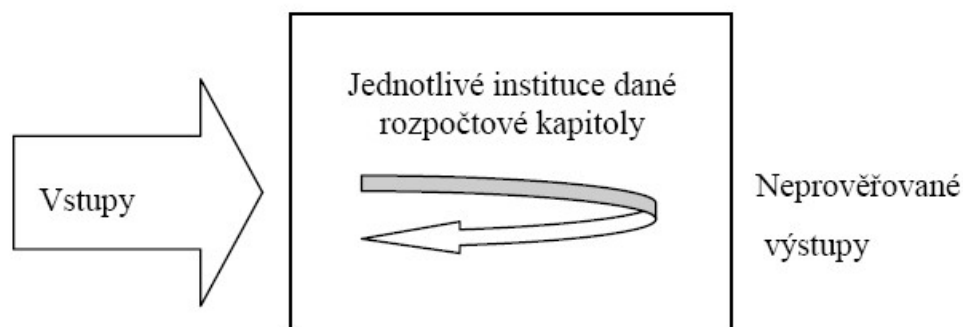 Jednotlivé instituce dané
rozpočtové kapitoly
Vstupy
Neprověřované
výstupy